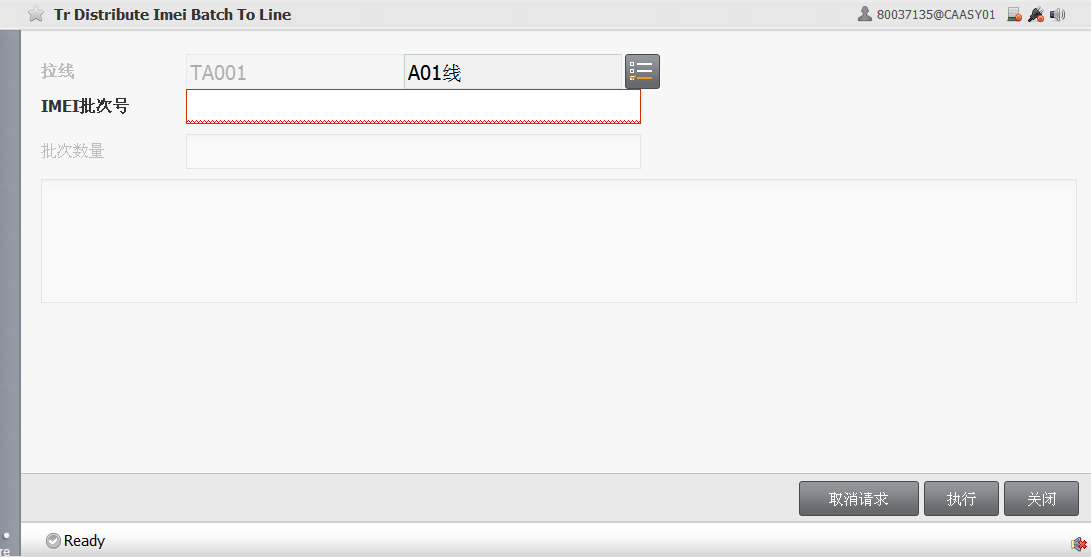 Tr Distribute Imei Batch To Line
80037135@CAASY01
拉线 TA001 A01线
IMEI批次号
批次数量
取消请求 执行 关闭
Ready
re